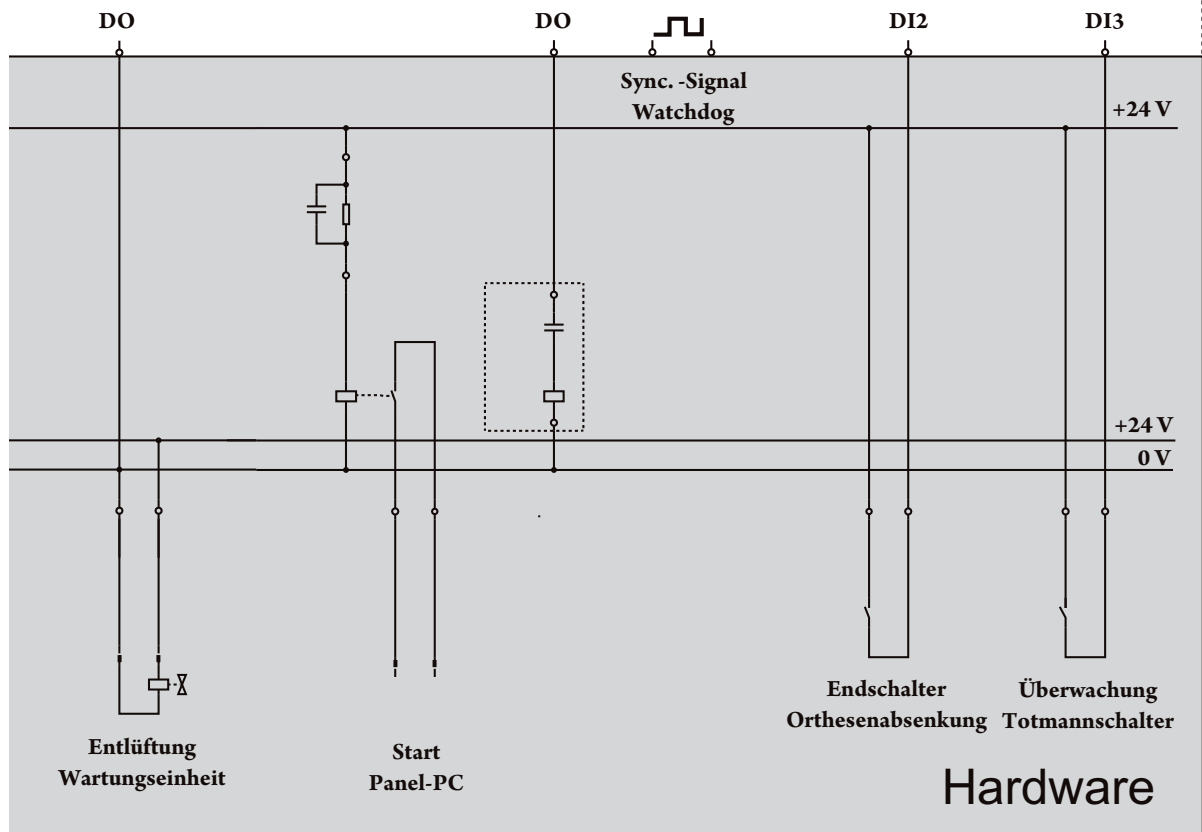 DO
DO
DI2
DI3
Sync. -Signal
Watchdog
+24 V
+24 V
0 V
Entlüftung
Wartungseinheit
Start
Panel-PC
Endschalter
Orthesenabsenkung
Überwachung
Totmannschalter
Hardware